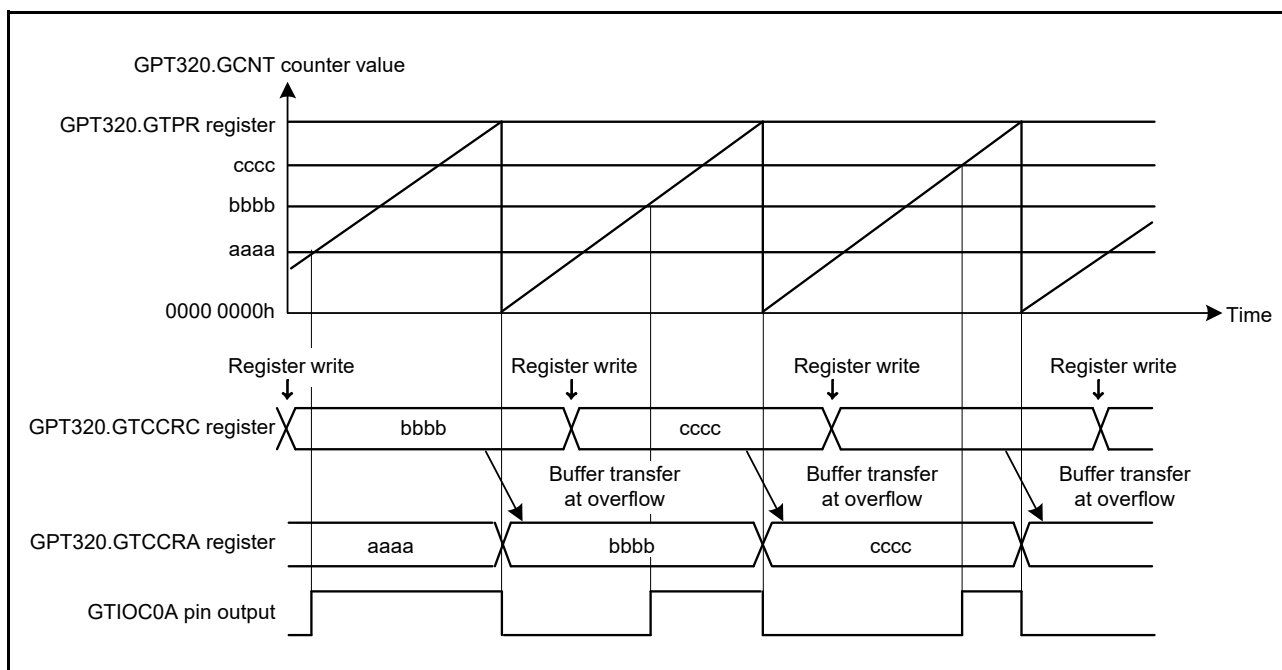 GPT320.GCNT counter value
GPT320.GTPR register
cccc
bbbb
aaaa
0000 0000h
Time
Register write
Register write
Register write
Register write
GPT320.GTCCRC register
bbbb
cccc
Buffer transfer
at overflow
Buffer transfer
at overflow
Buffer transfer
at overflow
GPT320.GTCCRA register
aaaa
bbbb
cccc
GTIOC0A pin output